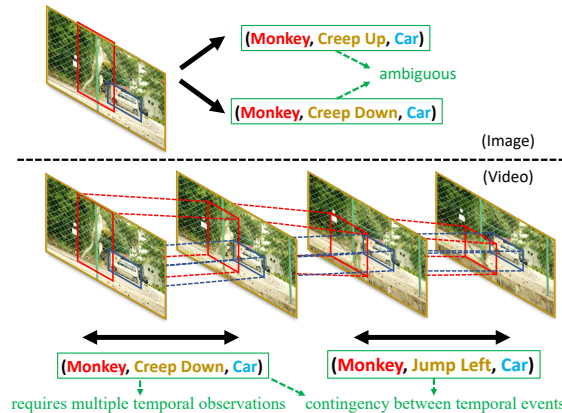 (Monkey, Creep Up, Car)
ambiguous
(Monkey, Creep Down, Car)
(Image)
(Video)
(Monkey, Creep Down, Car)
(Monkey, Jump Left, Car)
requires multiple temporal observations
contingency between temporal events